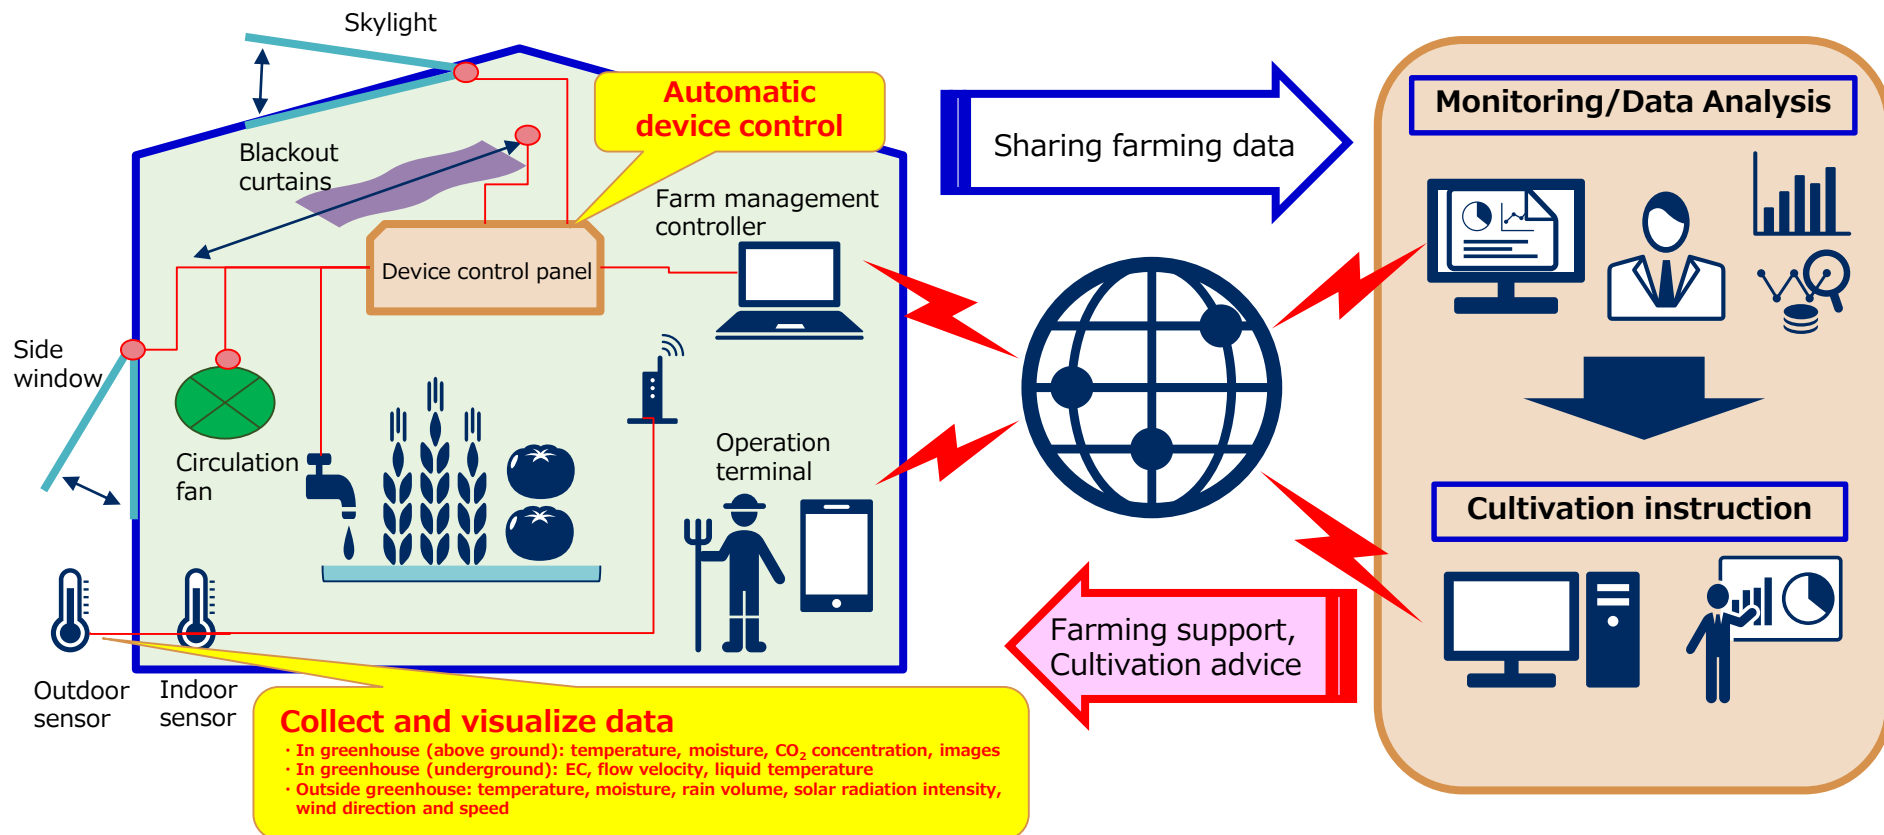 Skylight
Automatic
device control
Blackout
curtains
Farm management
controller
Device control panel
Side
window
Circulation
fan
Operation
terminal
Outdoor
sensor
Indoor
sensor
Collect and visualize data
・In greenhouse (above ground): temperature, moisture, CO₂ concentration, images
・In greenhouse (underground): EC, flow velocity, liquid temperature
・Outside greenhouse: temperature, moisture, rain volume, solar radiation intensity,
wind direction and speed
Sharing farming data
Farming support,
Cultivation advice
Monitoring/Data Analysis
Cultivation instruction